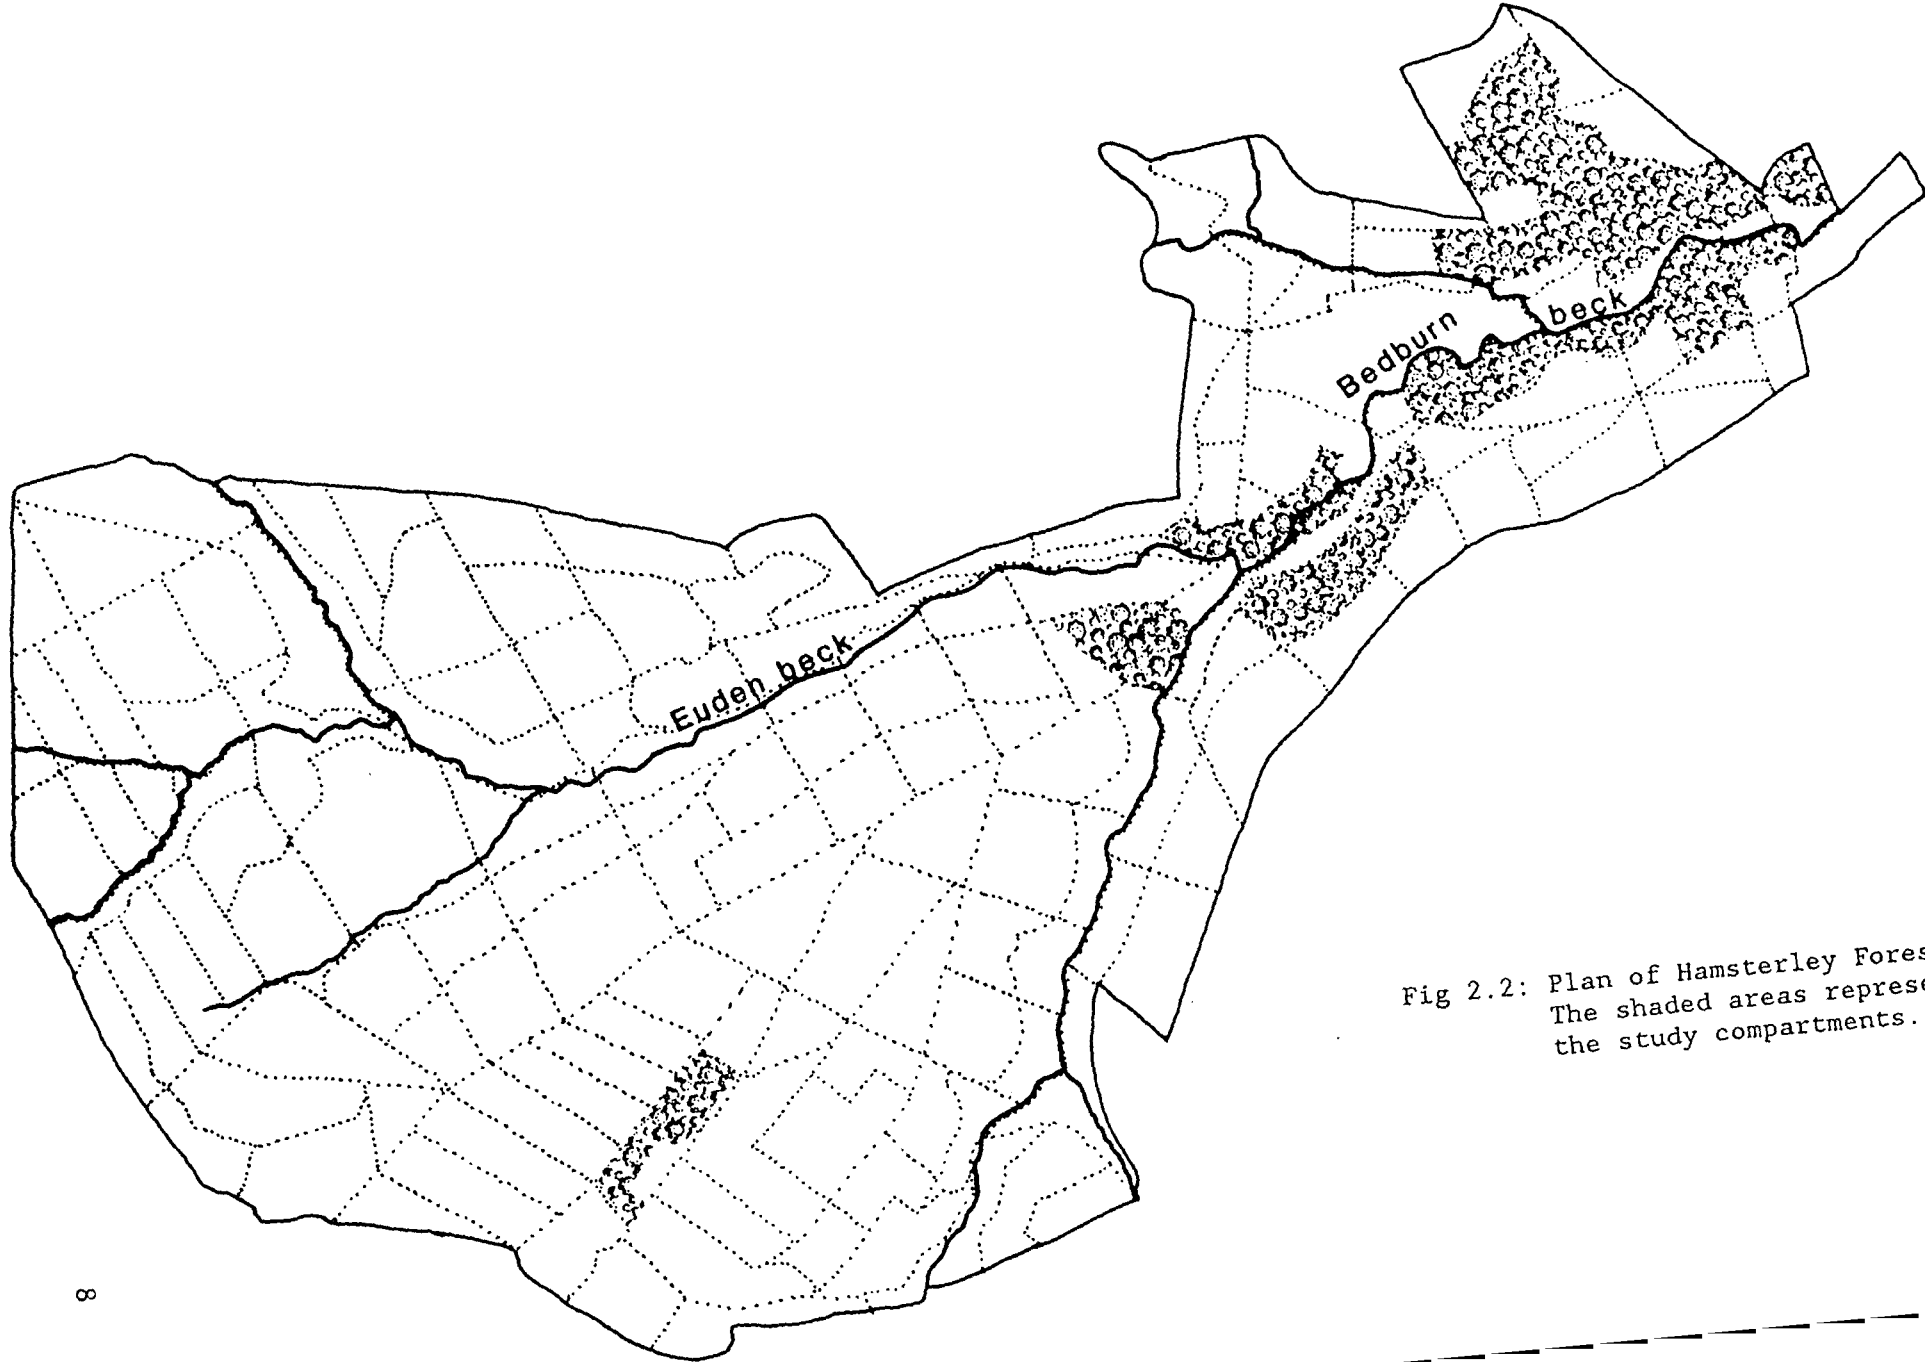 Bedburn beck
Euden beck
Fig 2.2: Plan of Hamsterley Fores
The shaded areas represe
the study compartments.
8